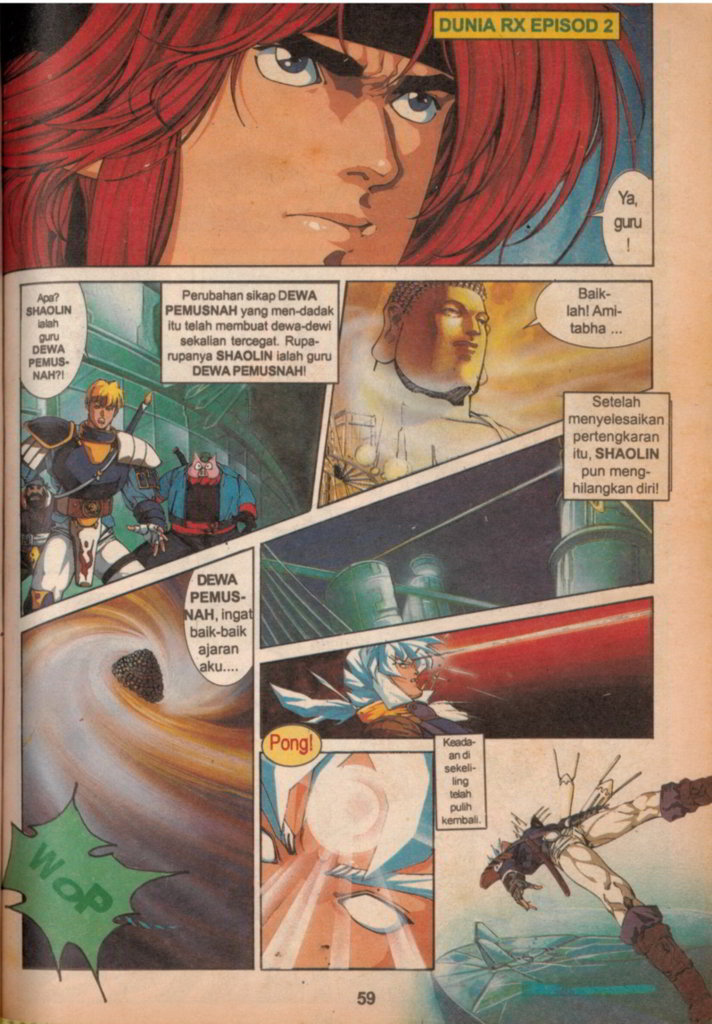 DUNIA RX EPISOD 2
Ya,
guru
!
Apa?
SHAOLIN
ialah
guru
DEWA
PEMUS-
NAH?!
Perubahan sikap DEWA
PEMUSNAH yang men-dadak
itu telah membuat dewa-dewi
sekalian tercegat. Rupa-
rupanya SHAOLIN ialah guru
DEWA PEMUSNAH!
Baik-
lah! Ami-
tabha ...
Setelah
menyelesaikan
pertengkaran
itu, SHAOLIN
pun meng-
hilangkan diri!
DEWA
PEMUS-
NAH, ingat
baik-baik
ajaran
aku....
WOP
Pong!
Keada-
an di
sekeli-
ling
telah
pulih
kembali.
59